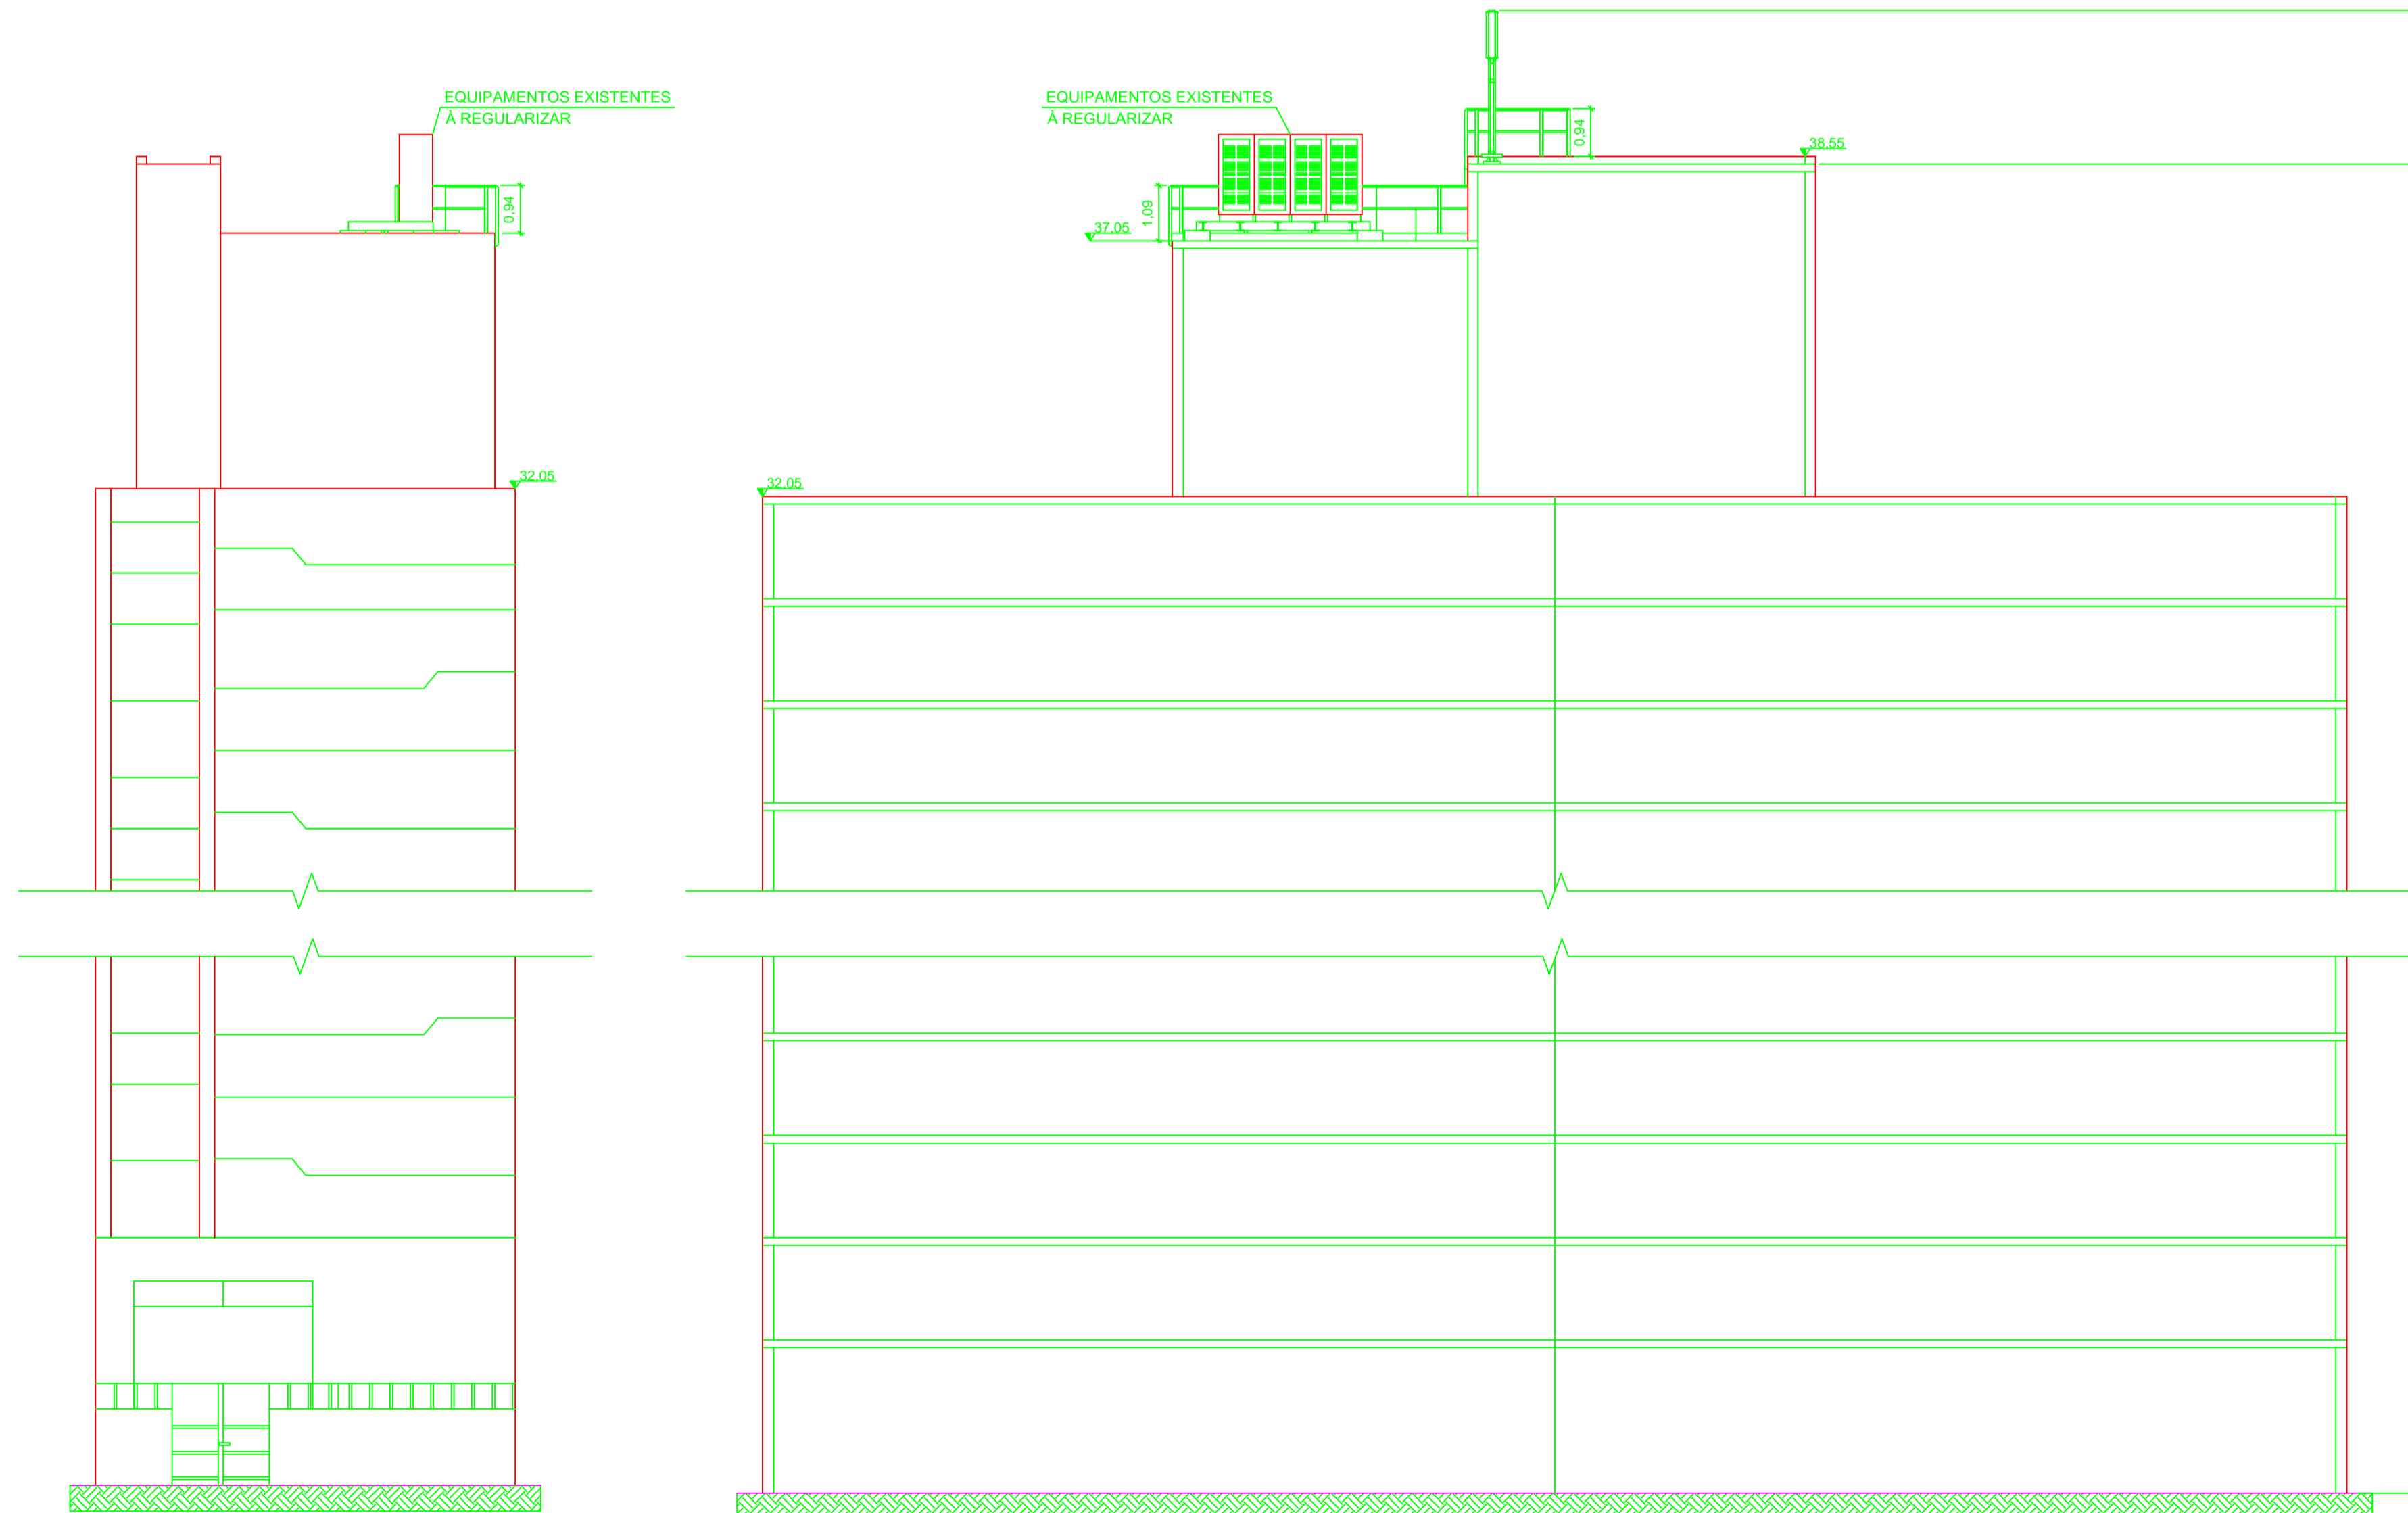 EQUIPAMENTOS EXISTENTES
À REGULARIZAR
0,94
32,05
EQUIPAMENTOS EXISTENTES
À REGULARIZAR
0,94
38,55
1,09
37,05
32,05